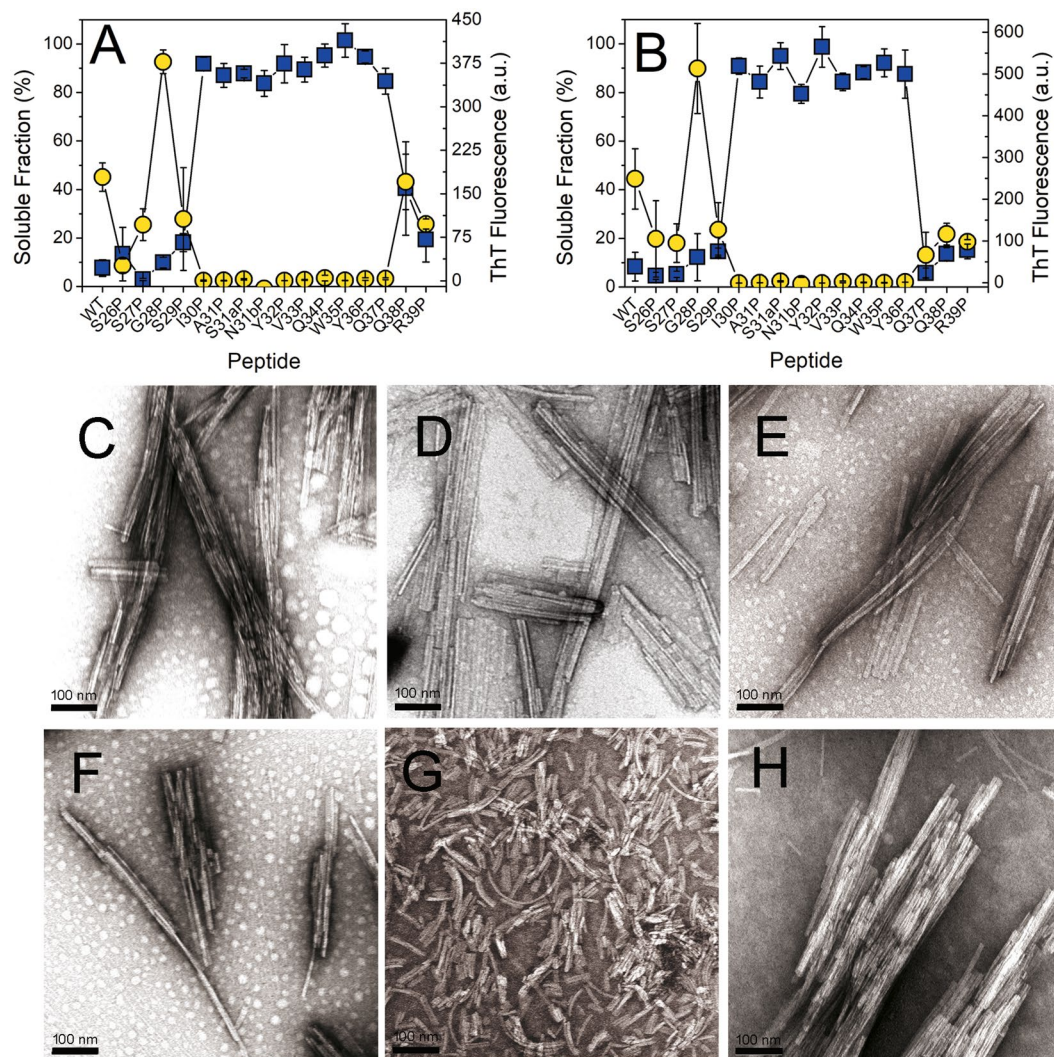 A
100
80
60
40
20
0
Soluble Fraction (%)
450
375
300
225
150
75
0
ThT Fluorescence (a.u.)
WT
S26P
S27P
G28P
S29P
I30P
A31P
S31aP
N31bP
Y32P
V33P
Q34P
W35P
Y36P
Q37P
Q38P
R39P
Peptide
B
100
80
60
40
20
0
Soluble Fraction (%)
600
500
400
300
200
100
0
ThT Fluorescence (a.u.)
WT
S26P
S27P
G28P
S29P
I30P
A31P
S31aP
N31bP
Y32P
V33P
Q34P
W35P
Y36P
Q37P
Q38P
R39P
Peptide
C
100 nm
D
100 nm
E
100 nm
F
100 nm
G
100 nm
H
100 nm